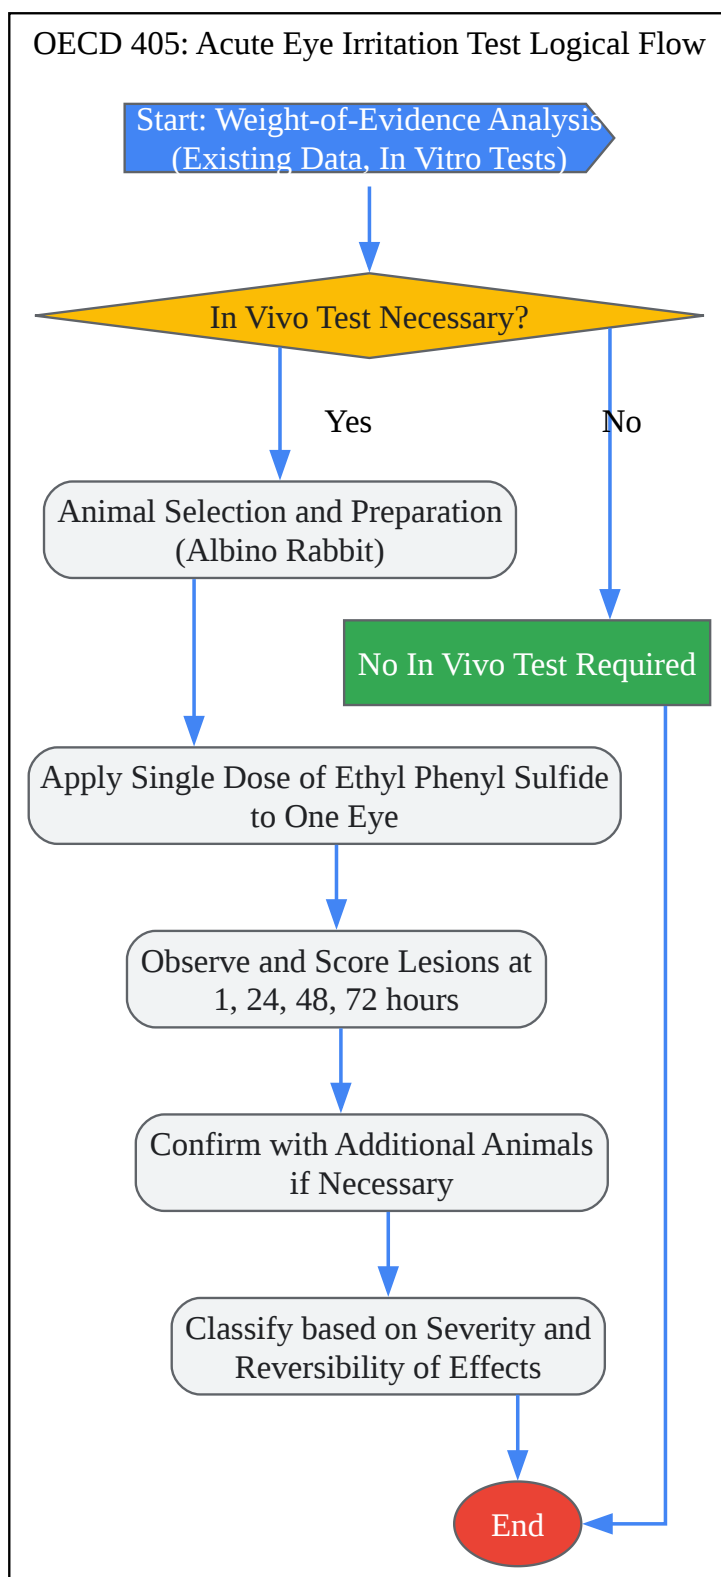 OECD 405: Acute Eye Irritation Test Logical Flow
Start: Weight-of-Evidence Analysis
(Existing Data, In Vitro Tests)
In Vivo Test Necessary?
Yes
No
Animal Selection and Preparation
(Albino Rabbit)
No In Vivo Test Required
Apply Single Dose of Ethyl Phenyl Sulfide
to One Eye
Observe and Score Lesions at
1, 24, 48, 72 hours
Confirm with Additional Animals
if Necessary
Classify based on Severity and
Reversibility of Effects
End